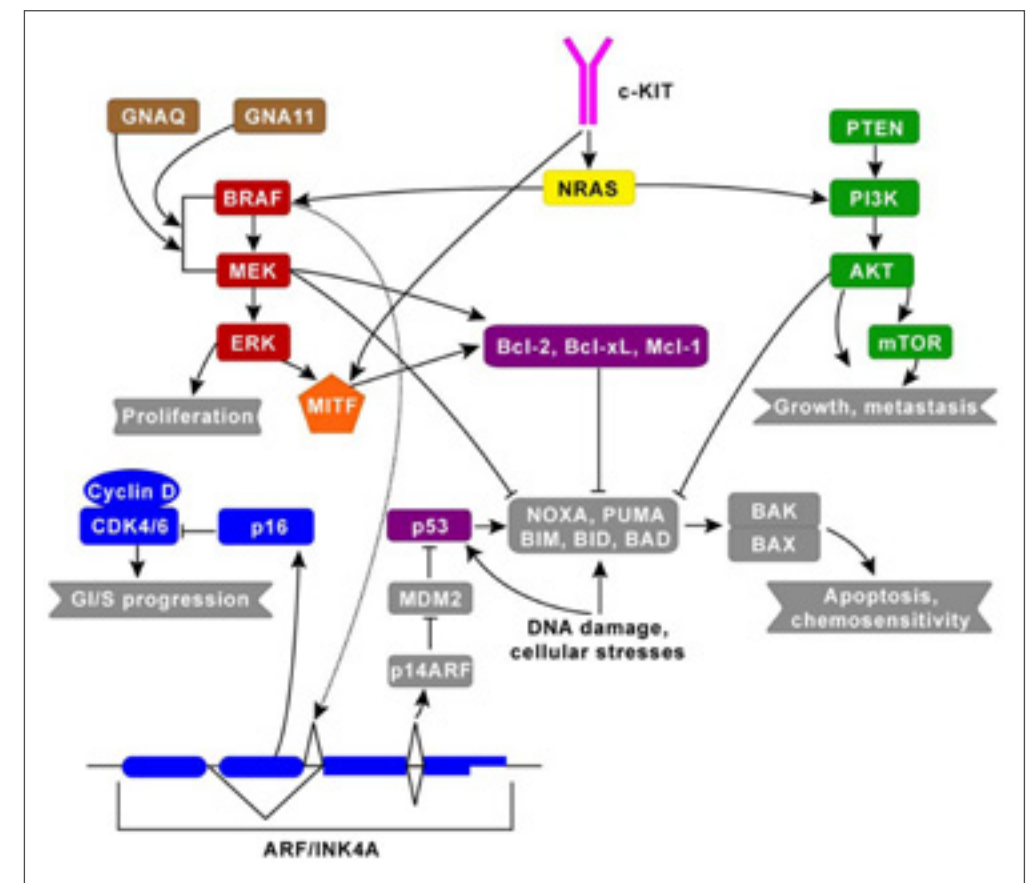 c-KIT
GNAQ
GNA11
PTEN
BRAF
NRAS
PI3K
MEK
AKT
ERK
Bcl-2, Bcl-xL, Mcl-1
mTOR
Proliferation
MITF
Growth, metastasis
Cyclin D
CDK4/6
p16
p53
NOXA, PUMA
BIM, BID, BAD
BAK
BAX
GI/S progression
MDM2
Apoptosis,
chemosensitivity
DNA damage,
cellular stresses
p14ARF
ARF/INK4A